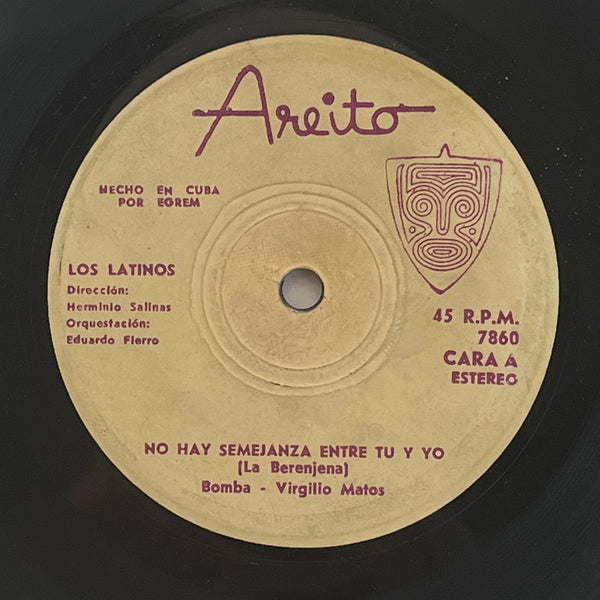 Areito
HECHO EN CUBA
POR EGREM
LOS LATINOS
Dirección:
Herminio Salinas
Orquestación:
Eduardo Fierro
45 R.P.M.
7860
CARA A
ESTEREO
NO HAY SEMEJANZA ENTRE TU Y YO
(La Berenjena)
Bomba - Virgilio Matos